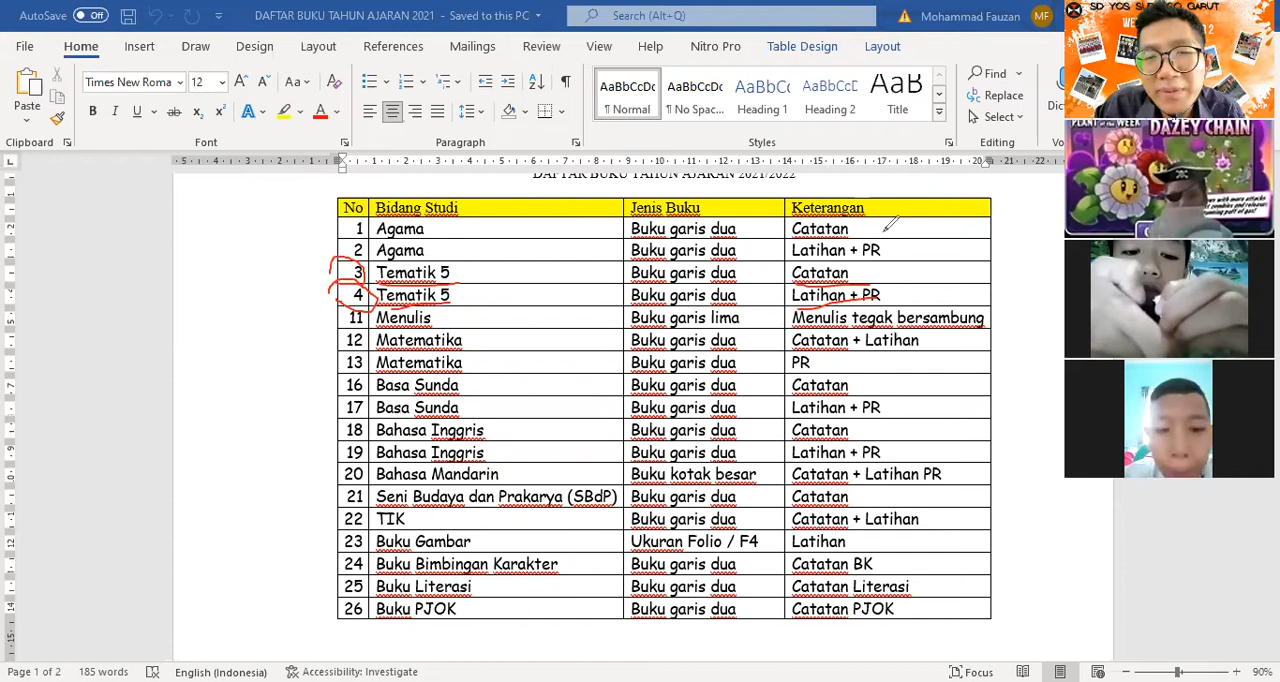 AutoSave
Off
DAFTAR BUKU TAHUN AJARAN 2021 - Saved to this PC
Search (Alt+Q)
Mohammad Fauzan
MF
File
Home
Insert
Draw
Design
Layout
References
Mailings
Review
View
Help
Nitro Pro
Table Design
Layout
Paste
Times New Roma
12
Aa
AaBbCcDc
AaBbCcDc
AaBbCc
AaBbCcC
AaB
Normal
No Spac...
Heading 1
Heading 2
Title
Find
Replace
Select
Dic
Clipboard
Font
Paragraph
Styles
Editing
Vo
DAFTAR BUKU TAHUN AJARAN 2021/2022
No Bidang Studi Jenis Buku Keterangan
1 Agama Buku garis dua Catatan
2 Agama Buku garis dua Latihan + PR
3 Tematik 5 Buku garis dua Catatan
4 Tematik 5 Buku garis dua Latihan + PR
11 Menulis Buku garis lima Menulis tegak bersambung
12 Matematika Buku garis dua Catatan + Latihan
13 Matematika Buku garis dua PR
16 Basa Sunda Buku garis dua Catatan
17 Basa Sunda Buku garis dua Latihan + PR
18 Bahasa Inggris Buku garis dua Catatan
19 Bahasa Inggris Buku garis dua Latihan + PR
20 Bahasa Mandarin Buku kotak besar Catatan + Latihan PR
21 Seni Budaya dan Prakarya (SBdP) Buku garis dua Catatan
22 TIK Buku garis dua Catatan + Latihan
23 Buku Gambar Ukuran Folio / F4 Latihan
24 Buku Bimbingan Karakter Buku garis dua Catatan BK
25 Buku Literasi Buku garis dua Catatan Literasi
26 Buku PJOK Buku garis dua Catatan PJOK
DAZEY CHAIN
Page 1 of 2
185 words
English (Indonesia)
Accessibility: Investigate
Focus
90%